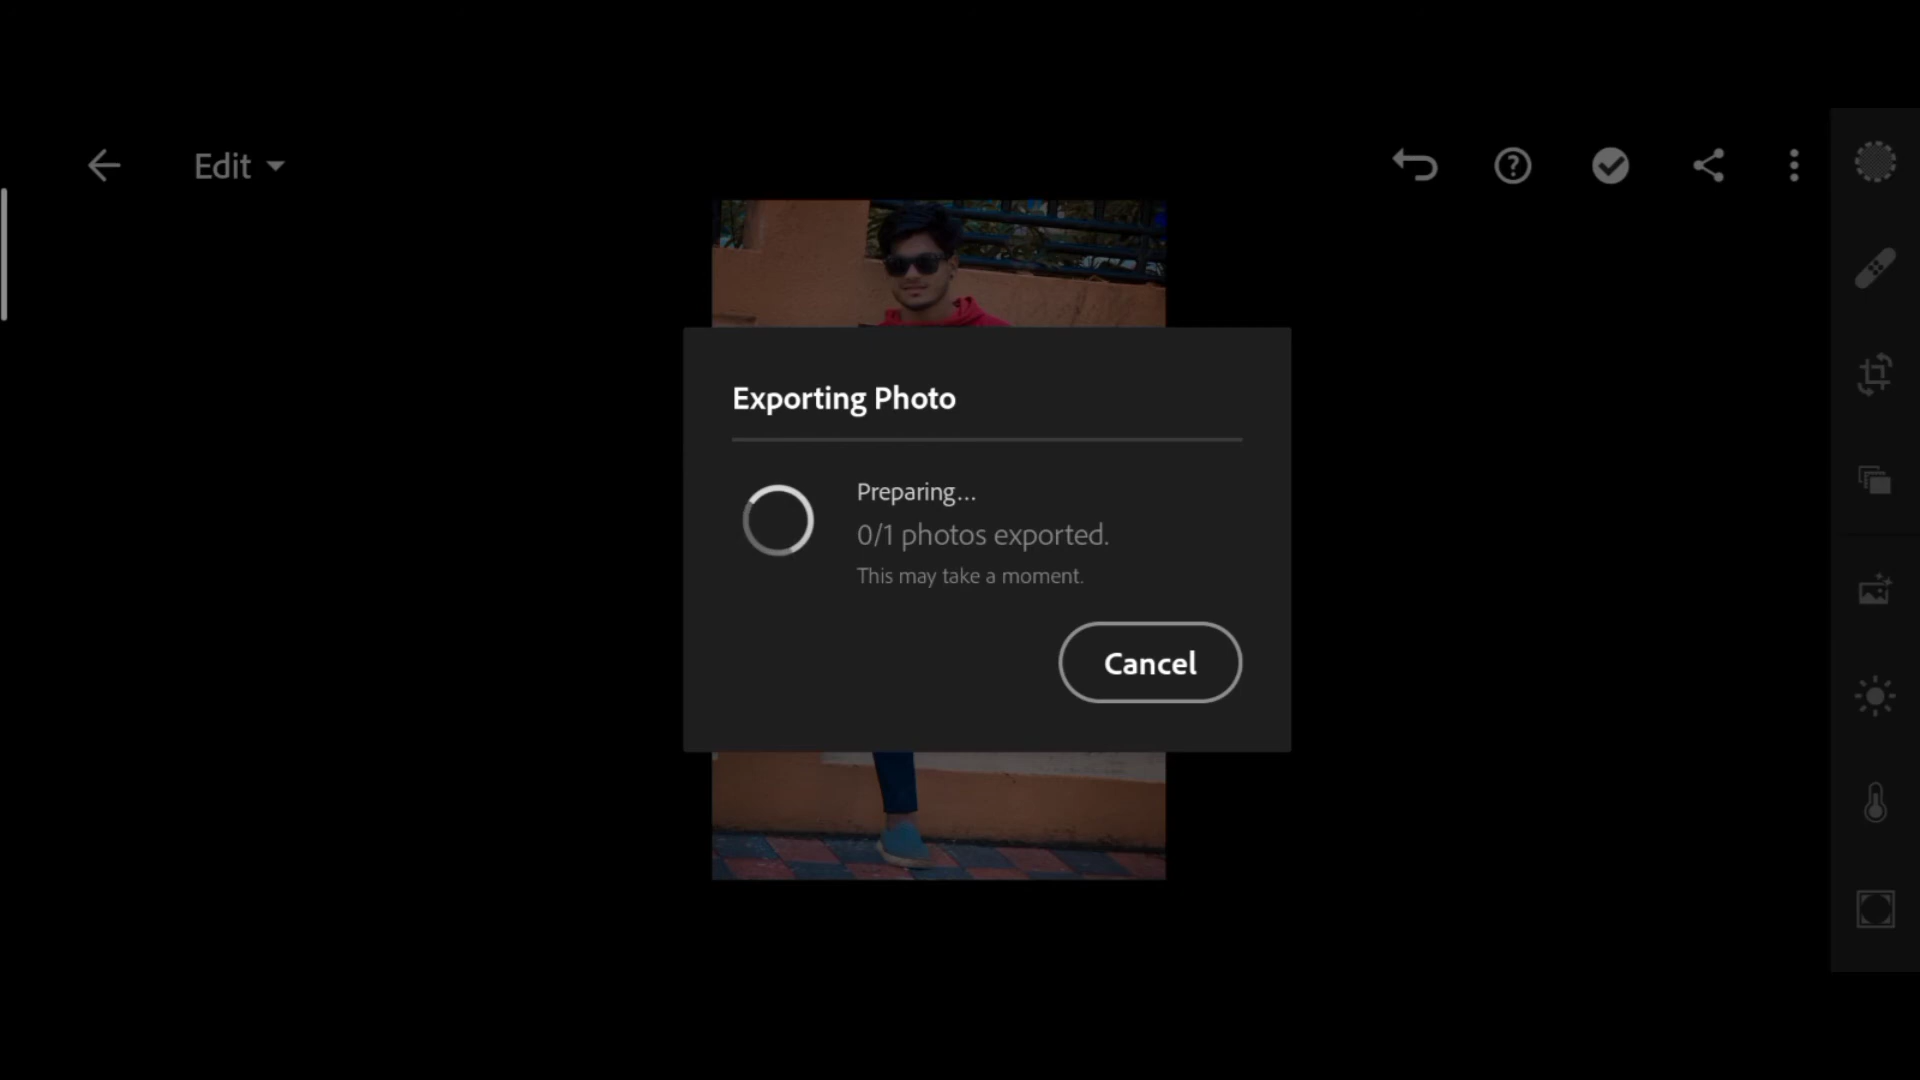 Edit
Exporting Photo
Preparing...
0/1 photos exported.
This may take a moment.
Cancel